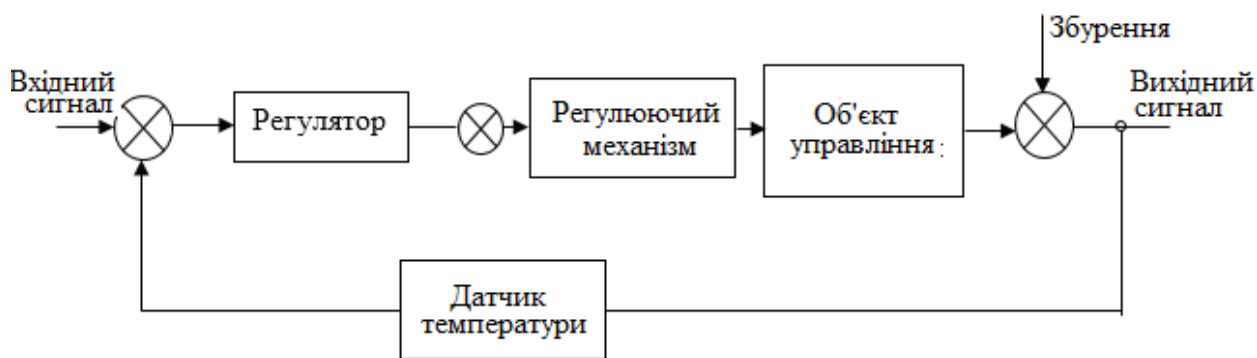 Збурення
Вхідний
сигнал
Регулятор
Регулюючий
механізм
Об'єкт
управління :
Вихідний
сигнал
Датчик
температури